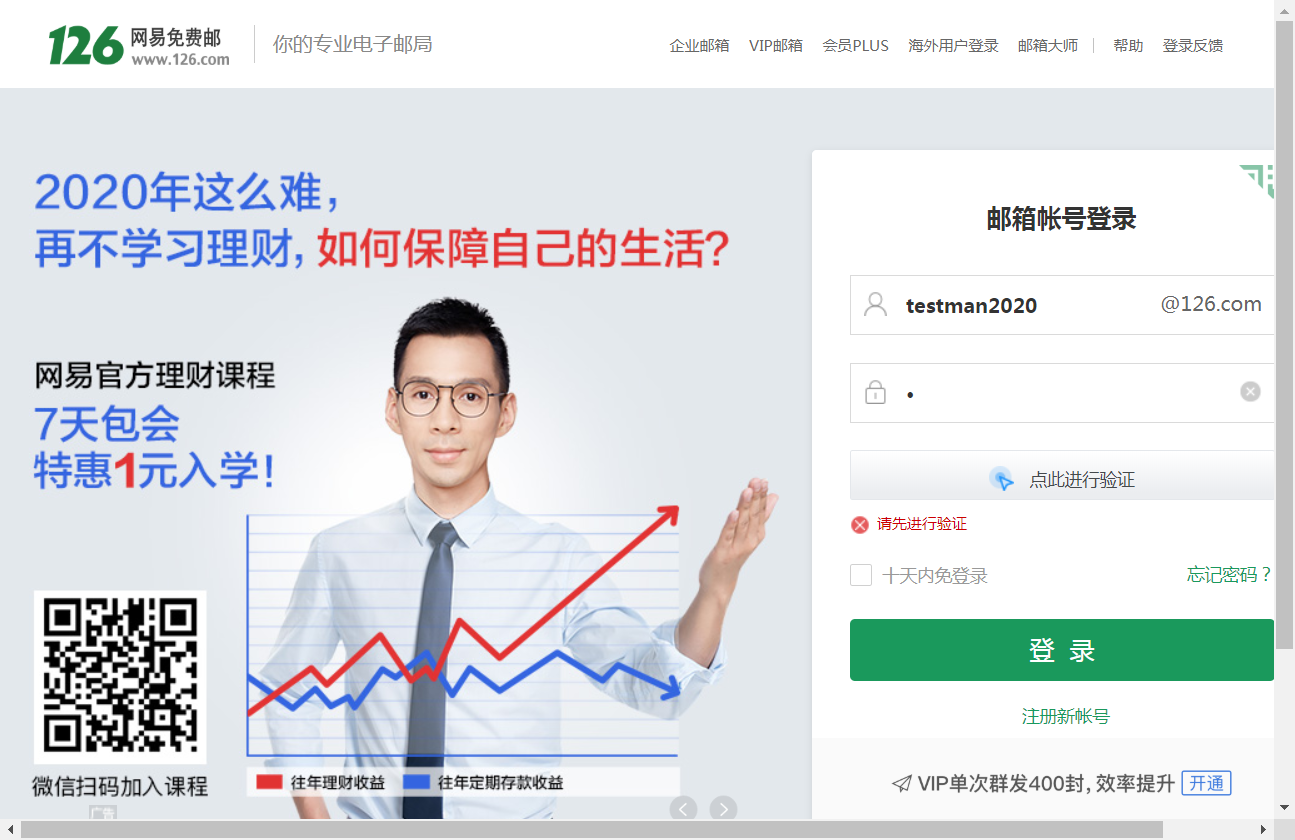 126 网易免费邮
www.126.com
你的专业电子邮局
企业邮箱 VIP邮箱 会员PLUS 海外用户登录 邮箱大师 帮助 登录反馈
2020年这么难，
再不学习理财，如何保障自己的生活？
网易官方理财课程
7天包会
特惠1元入学！
微信扫码加入课程
广告
往年理财收益 往年定期存款收益
邮箱帐号登录
testman2020 @126.com
点此进行验证
请先进行验证
十天内免登录 忘记密码？
登 录
注册新帐号
VIP单次群发400封，效率提升 开通